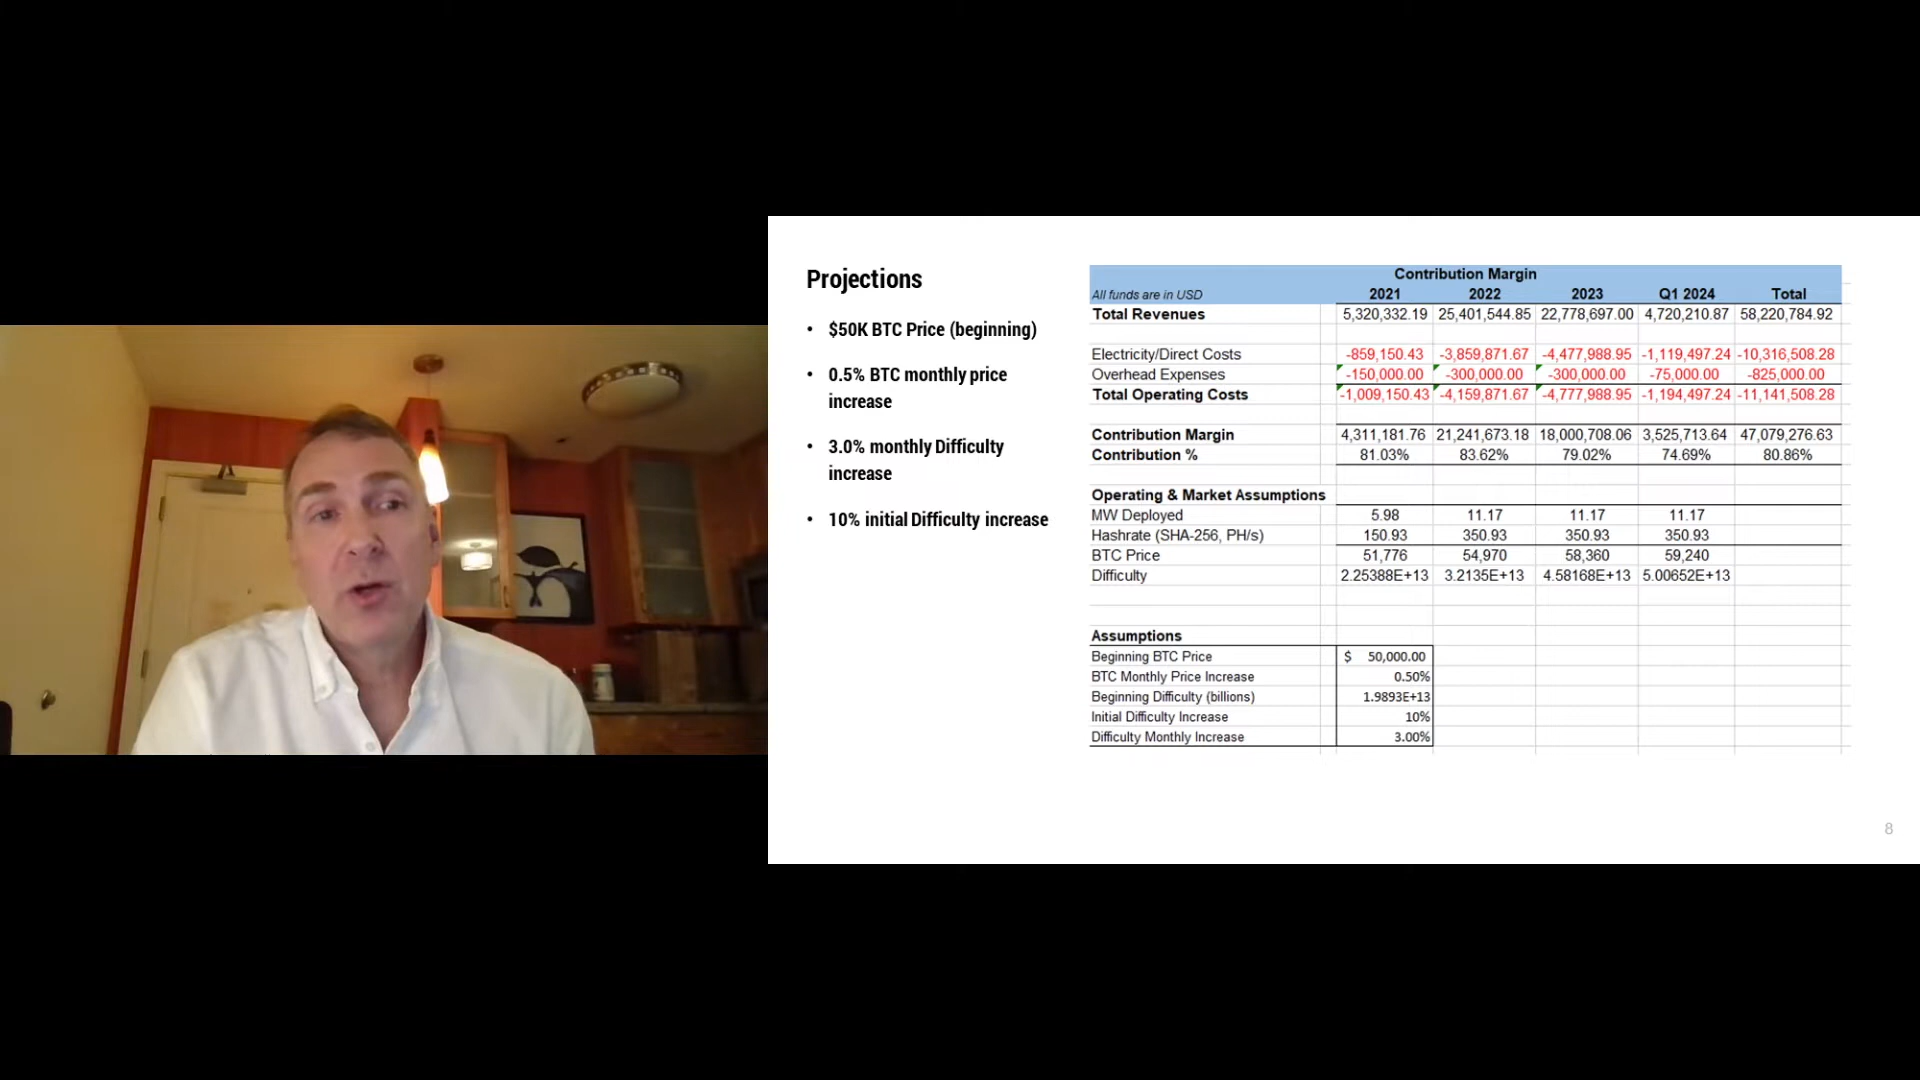 Projections
• $50K BTC Price (beginning)
• 0.5% BTC monthly price
increase
• 3.0% monthly Difficulty
increase
• 10% initial Difficulty increase
Contribution Margin
All funds are in USD 2021 2022 2023 Q1 2024 Total
Total Revenues 5,320,332.19 25,401,544.85 22,778,697.00 4,720,210.87 58,220,784.92
Electricity/Direct Costs -859,150.43 -3,859,871.67 -4,477,988.95 -1,119,497.24 -10,316,508.28
Overhead Expenses -150,000.00 -300,000.00 -300,000.00 -75,000.00 -825,000.00
Total Operating Costs -1,009,150.43 -4,159,871.67 -4,777,988.95 -1,194,497.24 -11,141,508.28
Contribution Margin 4,311,181.76 21,241,673.18 18,000,708.06 3,525,713.64 47,079,276.63
Contribution % 81.03% 83.62% 79.02% 74.69% 80.86%
Operating & Market Assumptions
MW Deployed 5.98 11.17 11.17 11.17
Hashrate (SHA-256, PH/s) 150.93 350.93 350.93 350.93
BTC Price 51,776 54,970 58,360 59,240
Difficulty 2.25388E+13 3.2135E+13 4.58168E+13 5.00652E+13
Assumptions
Beginning BTC Price $ 50,000.00
BTC Monthly Price Increase 0.50%
Beginning Difficulty (billions) 1.9893E+13
Initial Difficulty Increase 10%
Difficulty Monthly Increase 3.00%
8